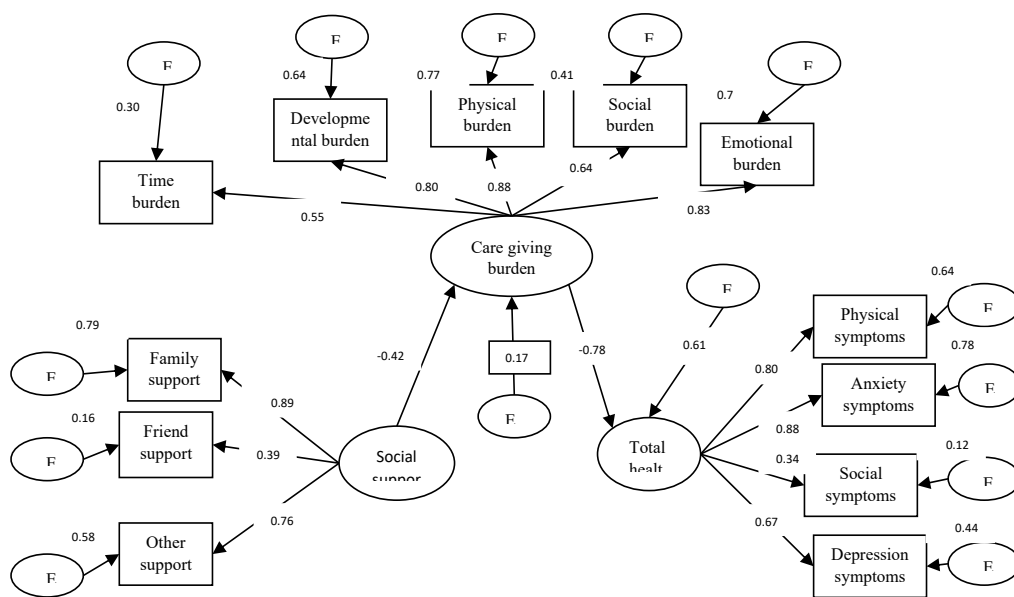 E
E
E
E
E
0.30
0.64
0.77
0.41
0.7
Time
burden
Developme
ntal burden
Physical
burden
Social
burden
Emotional
burden
0.55
0.80
0.88
0.64
0.83
Care giving
burden
-0.42
0.17
E
-0.78
E
0.61
0.79
E
Family
support
0.16
E
Friend
support
0.58
E
Other
support
0.89
0.39
0.76
Social
Total
0.80
0.88
0.34
0.67
Physical
symptoms
0.64
E
Anxiety
symptoms
0.78
E
Social
symptoms
0.12
E
Depression
symptoms
0.44
E